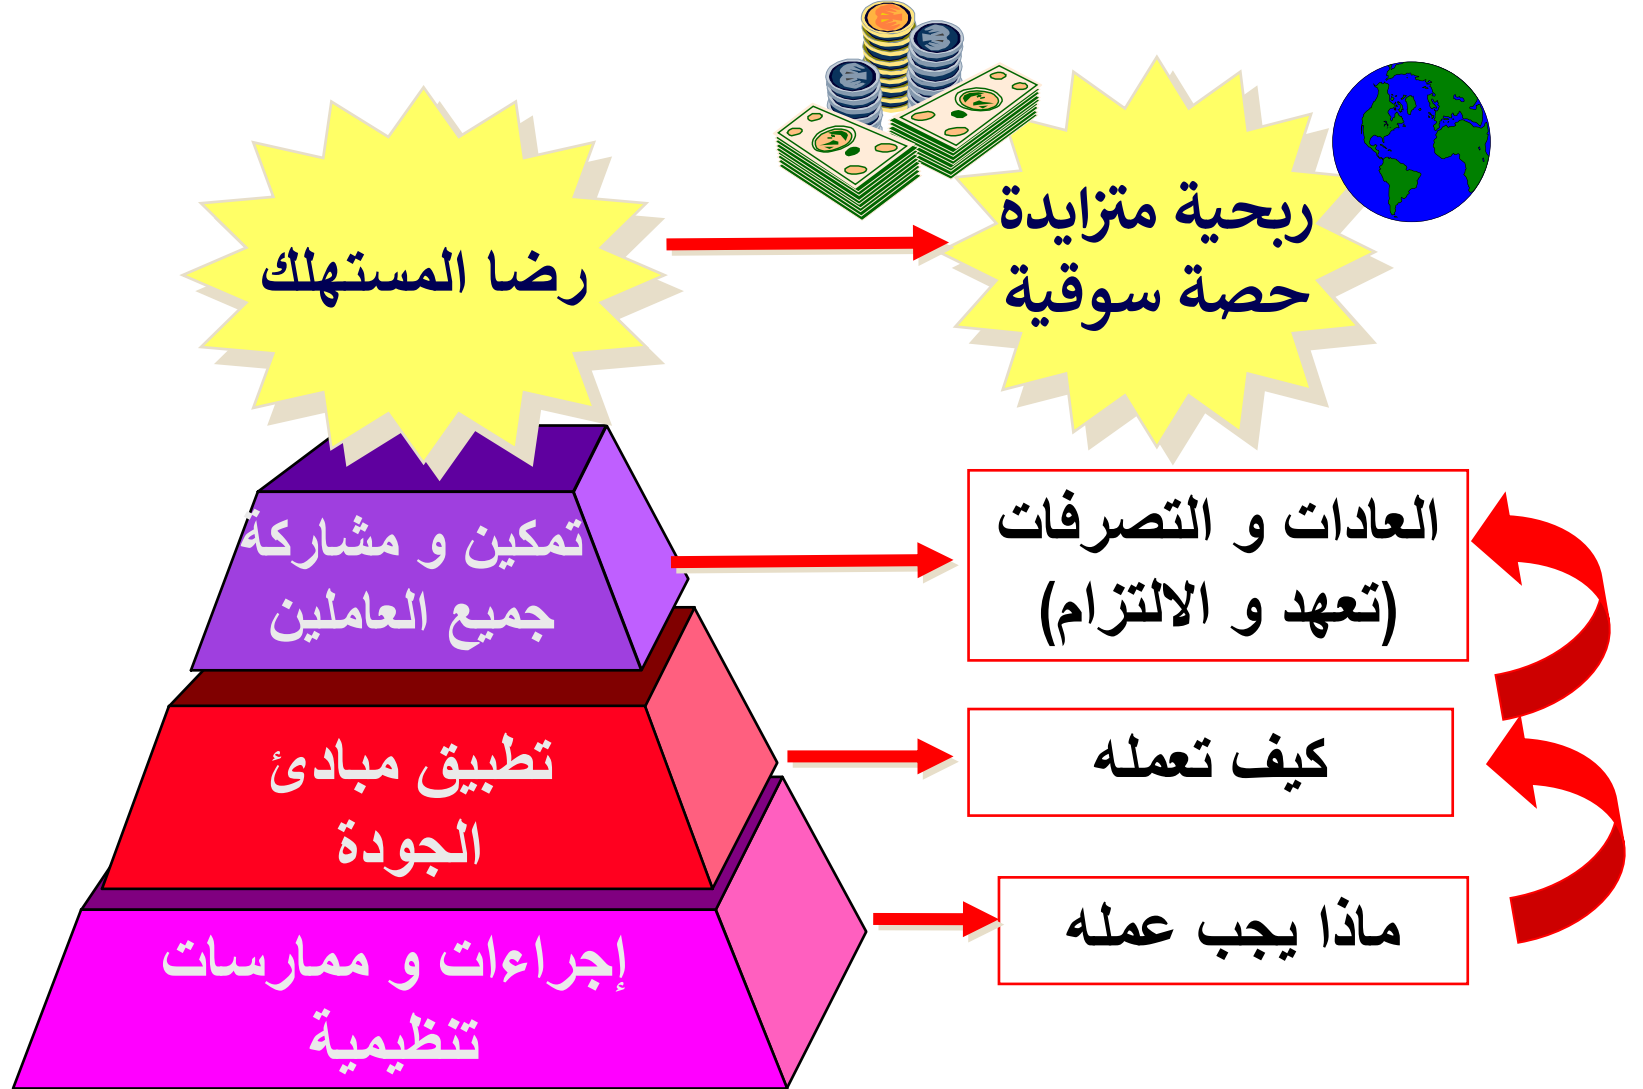 ربحية متزايدة
حصة سوقية
رضا المستهلك
العادات و التصرفات
(تعهد و الالتزام)
تمكين و مشاركة
جميع العاملين
كيف تعمله
تطبيق مبادئ
الجودة
ماذا يجب عمله
إجراءات و ممارسات
تنظيمية